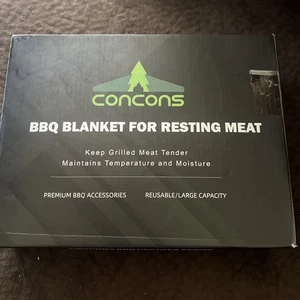 CONCONS
BBQ BLANKET FOR RESTING MEAT
Keep Grilled Meat Tender
Maintains Temperature and Moisture
PREMIUM BBQ ACCESSORIES REUSABLE/LARGE CAPACITY